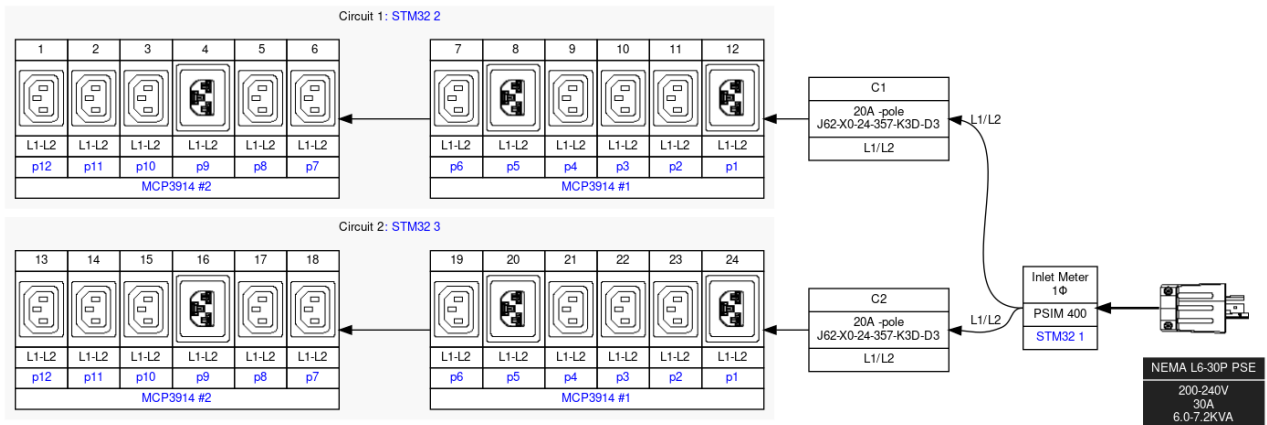 Circuit 1: STM32 2
1 2 3 4 5 6
L1-L2 L1-L2 L1-L2 L1-L2 L1-L2 L1-L2
p12 p11 p10 p9 p8 p7
MCP3914 #2
7 8 9 10 11 12
L1-L2 L1-L2 L1-L2 L1-L2 L1-L2 L1-L2
p6 p5 p4 p3 p2 p1
MCP3914 #1
C1
20A -pole
J62-X0-24-357-K3D-D3
L1/L2
L1/L2
Circuit 2: STM32 3
13 14 15 16 17 18
L1-L2 L1-L2 L1-L2 L1-L2 L1-L2 L1-L2
p12 p11 p10 p9 p8 p7
MCP3914 #2
19 20 21 22 23 24
L1-L2 L1-L2 L1-L2 L1-L2 L1-L2 L1-L2
p6 p5 p4 p3 p2 p1
MCP3914 #1
C2
20A -pole
J62-X0-24-357-K3D-D3
L1/L2
L1/L2
Inlet Meter
1Φ
PSIM 400
STM32 1
NEMA L6-30P PSE
200-240V
30A
6.0-7.2KVA